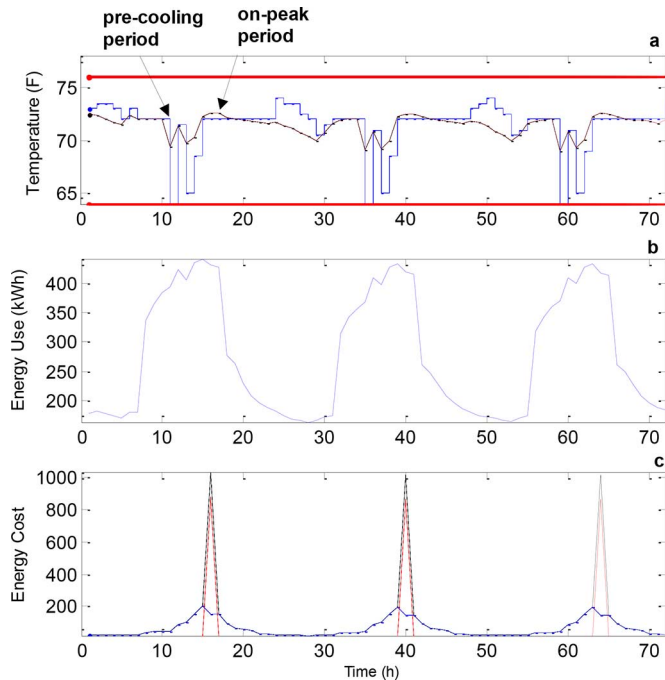 pre-cooling period
on-peak period
a
Temperature (F)
75
70
65
0 10 20 30 40 50 60 70
b
Energy Use (kWh)
400
350
300
250
200
0 10 20 30 40 50 60 70
c
Energy Cost
1000
800
600
400
200
0 10 20 30 40 50 60 70
Time (h)